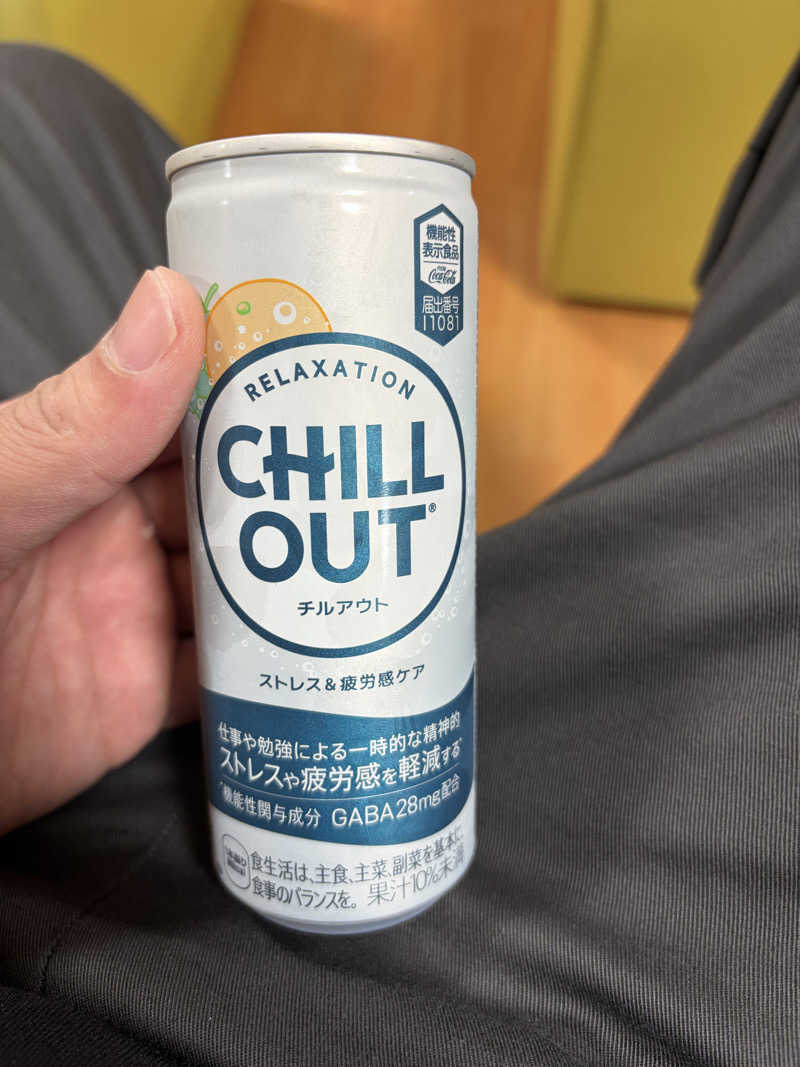 機能性
表示食品
Coca-Cola
届出番号
I1081
RELAXATION
CHILL
OUT®
チルアウト
ストレス&疲労感ケア
仕事や勉強による一時的な精神的
ストレスや疲労感を軽減する*
*機能性関与成分 GABA28mg配合
食生活は、主食、主菜、副菜を基本に、
食事のバランスを。
果汁10%未満